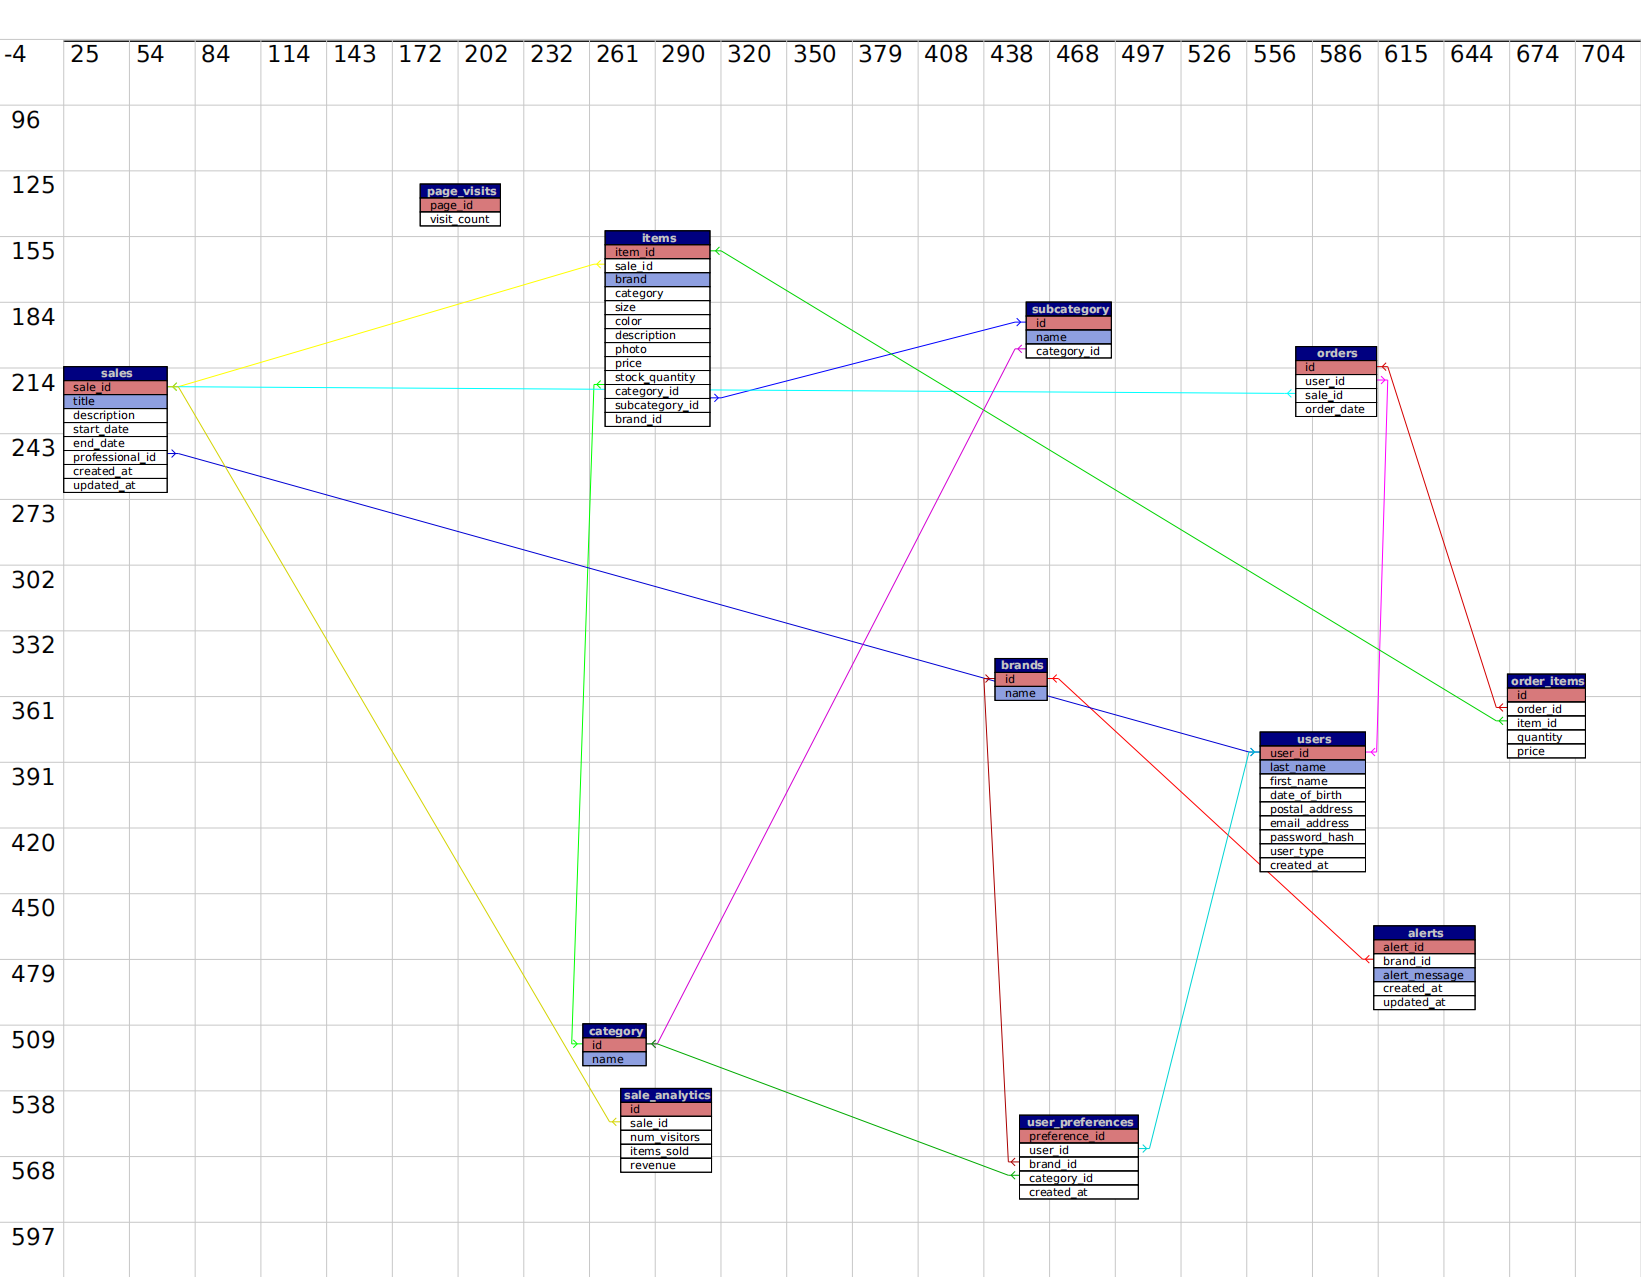 -4 25 54 84 114 143 172 202 232 261 290 320 350 379 408 438 468 497 526 556 586 615 644 674 704
96
125
155
184
214
243
273
302
332
361
391
420
450
479
509
538
568
597
page_visits
page_id
visit_count
items
item_id
sale_id
brand
category
size
color
description
photo
price
stock_quantity
category_id
subcategory_id
brand_id
subcategory
id
name
category_id
orders
id
user_id
sale_id
order_date
sales
sale_id
title
description
start_date
end_date
professional_id
created_at
updated_at
brands
id
name
order_items
id
order_id
item_id
quantity
price
users
user_id
last_name
first_name
date_of_birth
postal_address
email_address
password_hash
user_type
created_at
alerts
alert_id
brand_id
alert_message
created_at
updated_at
category
id
name
sale_analytics
id
sale_id
num_visitors
items_sold
revenue
user_preferences
preference_id
user_id
brand_id
category_id
created_at